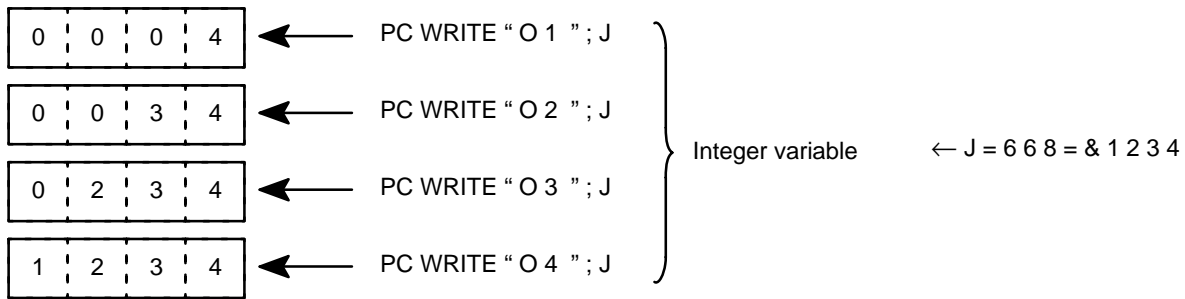 0 0 0 4 ← PC WRITE “ O 1 ” ; J
0 0 3 4 ← PC WRITE “ O 2 ” ; J
Integer variable ← J = 6 6 8 = & 1 2 3 4
0 2 3 4 ← PC WRITE “ O 3 ” ; J
1 2 3 4 ← PC WRITE “ O 4 ” ; J